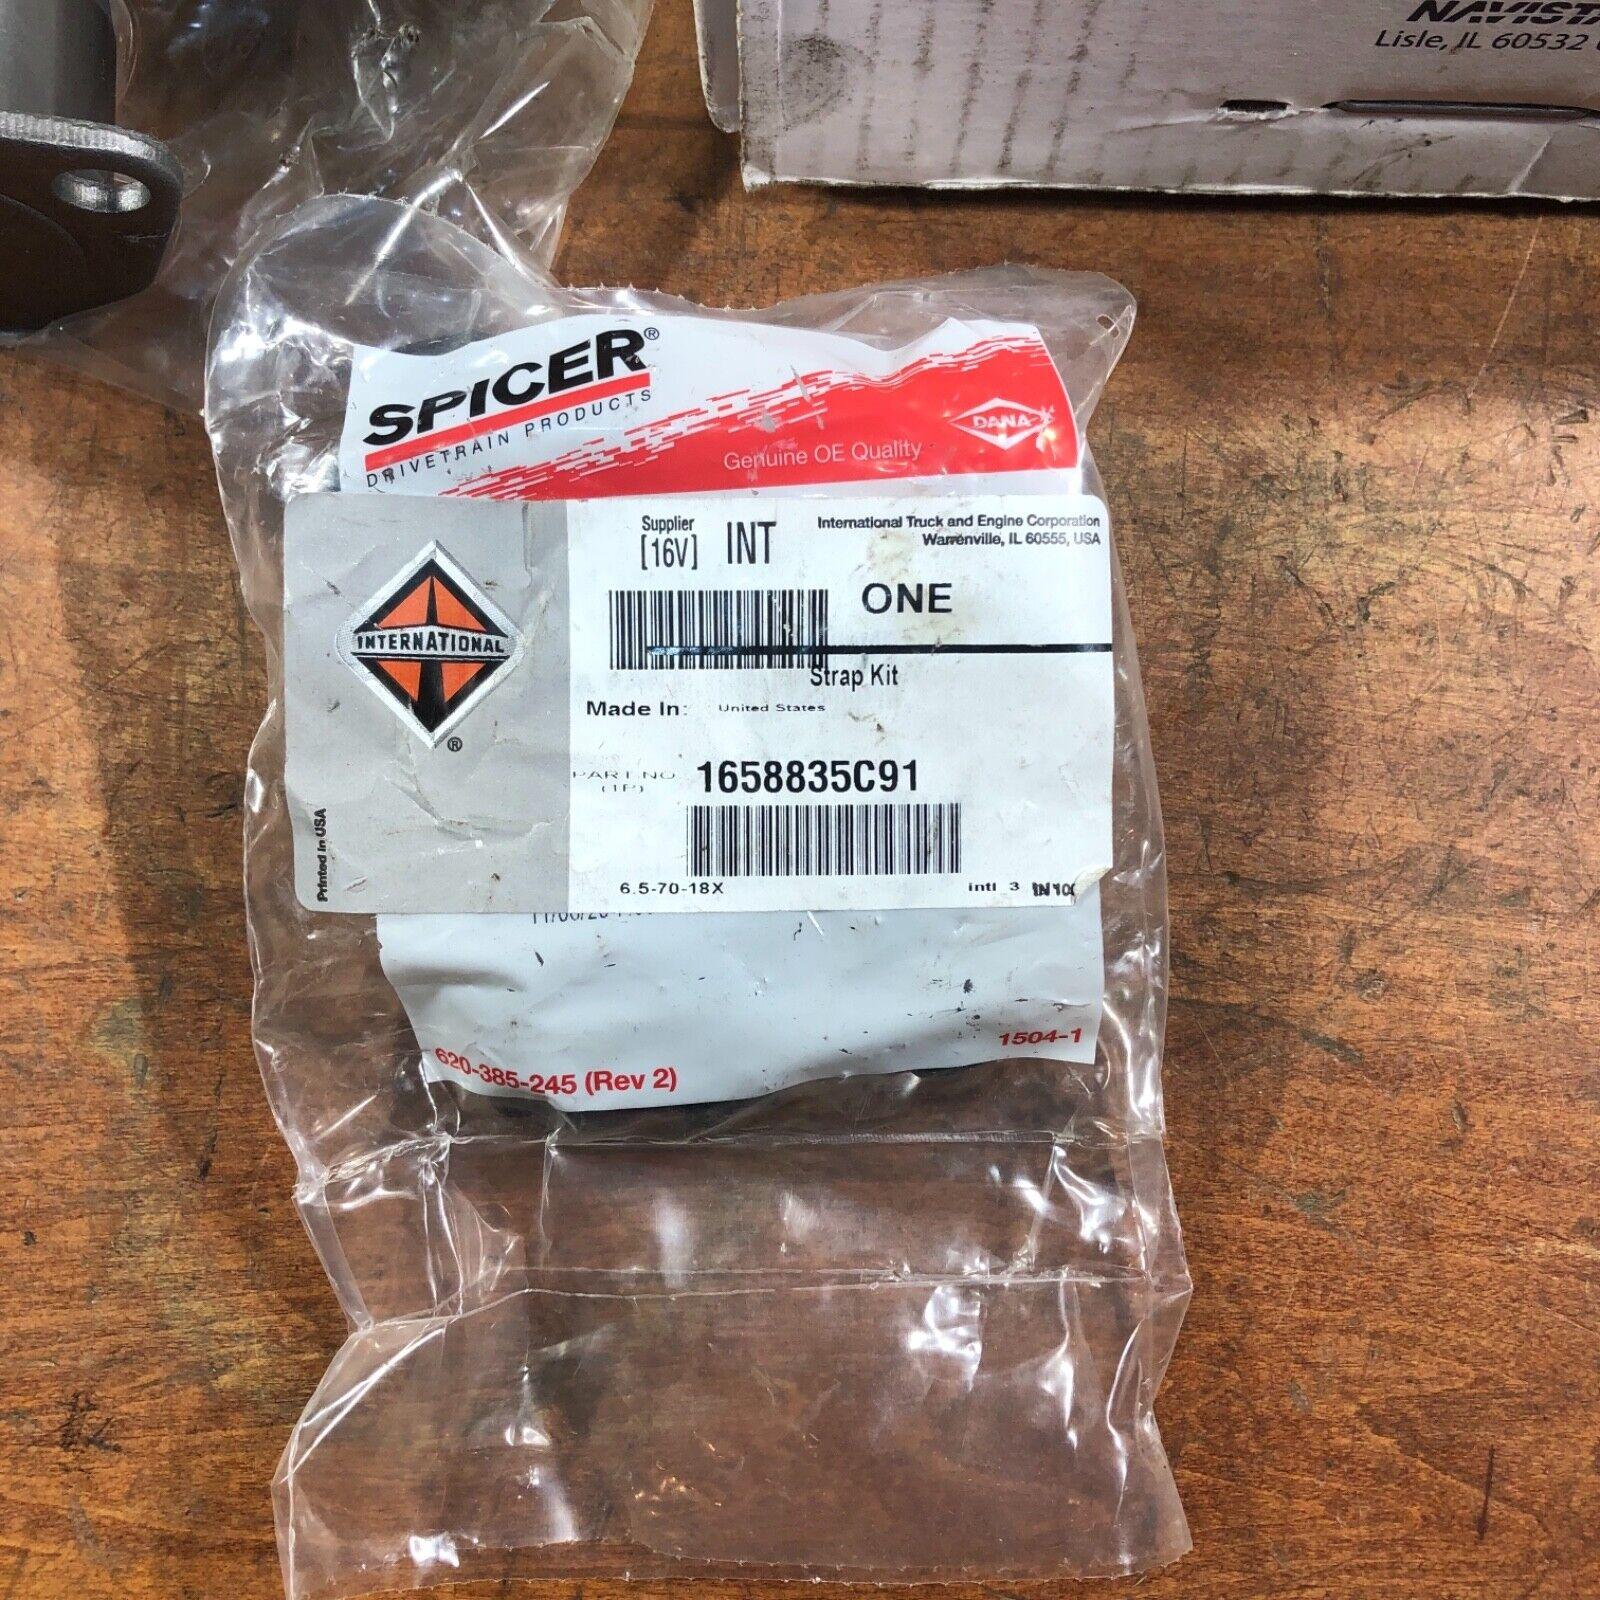 Lisle, IL 60532
SPICER®
DRIVETRAIN PRODUCTS
Genuine OE Quality
DANA
Supplier
[16V] INT
International Truck and Engine Corporation
Warrenville, IL 60555, USA
ONE
INTERNATIONAL
®
Strap Kit
Made In: United States
PART NO
(1P)
1658835C91
Printed in USA
6.5-70-18X
intl 3
1504-1
620-385-245 (Rev 2)